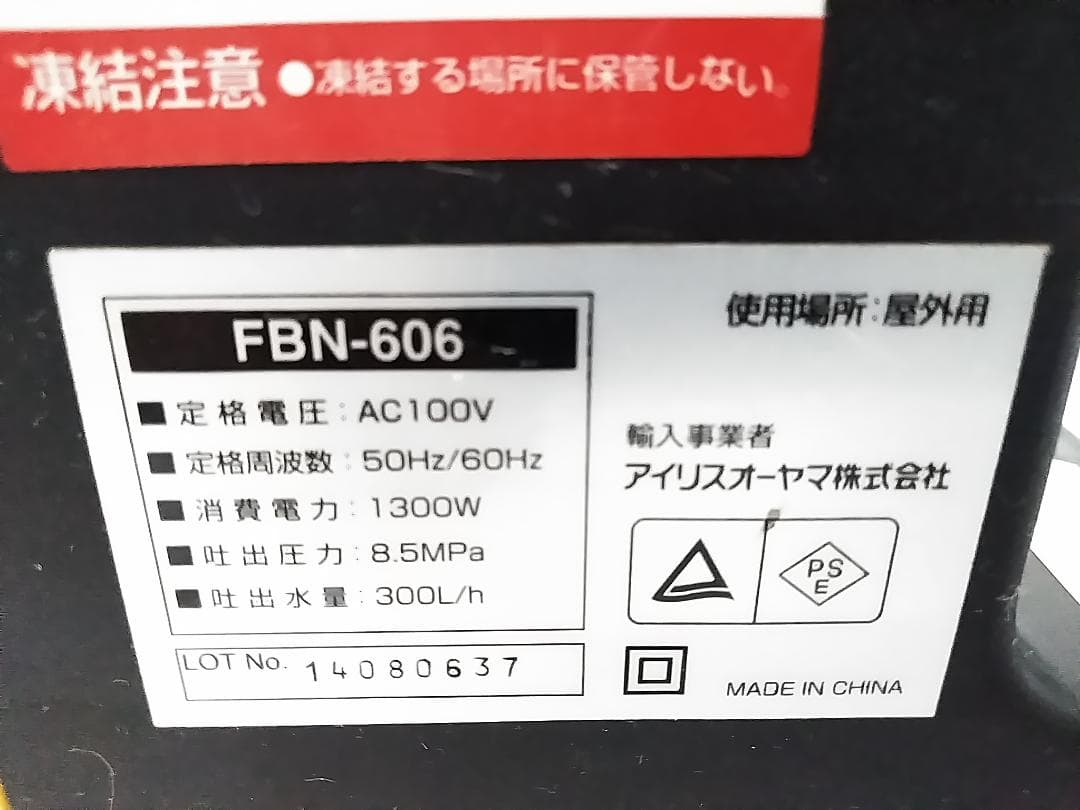 凍結注意 ●凍結する場所に保管しない。
使用場所:屋外用
FBN-606
■定格電圧:AC100V
■定格周波数:50Hz/60Hz
■消費電力:1300W
■吐出圧力:8.5MPa
■吐出水量:300L/h
LOT No. 14080637
輸入事業者
アイリスオーヤマ株式会社
PS
E
MADE IN CHINA